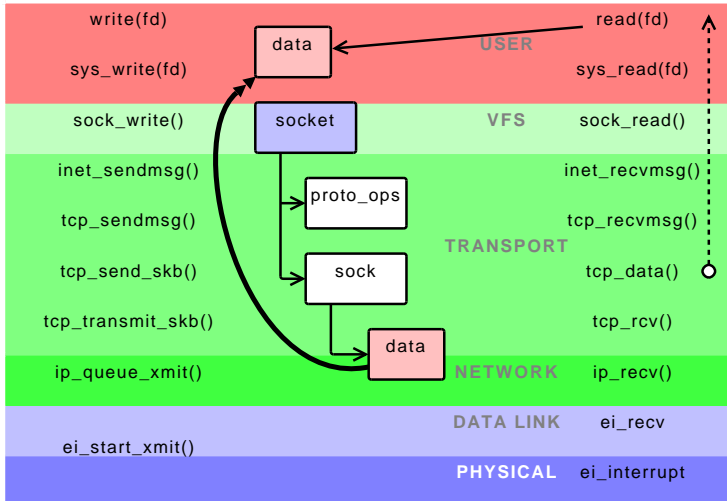 write(fd)
data
USER
read(fd)
sys_write(fd)
sys_read(fd)
sock_write()
socket
VFS
sock_read()
inet_sendmsg()
proto_ops
inet_recvmsg()
tcp_sendmsg()
tcp_recvmsg()
TRANSPORT
tcp_send_skb()
sock
tcp_data()
tcp_transmit_skb()
data
tcp_rcv()
ip_queue_xmit()
NETWORK
ip_recv()
DATA LINK
ei_recv
ei_start_xmit()
PHYSICAL
ei_interrupt